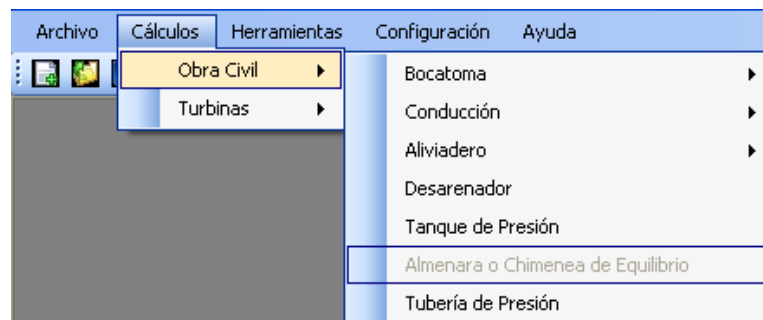 Archivo Cálculos Herramientas Configuración Ayuda
Obra Civil
Turbinas
Bocatoma
Conducción
Aliviadero
Desarenador
Tanque de Presión
Almenara o Chimenea de Equilibrio
Tubería de Presión